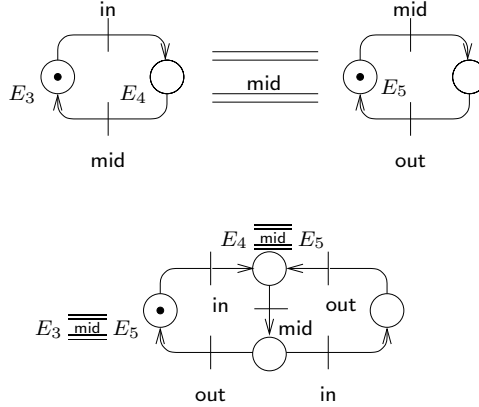 in mid
E3 E4 mid E5
mid out
E4 mid E5
in out
E3 mid E5 mid
out in